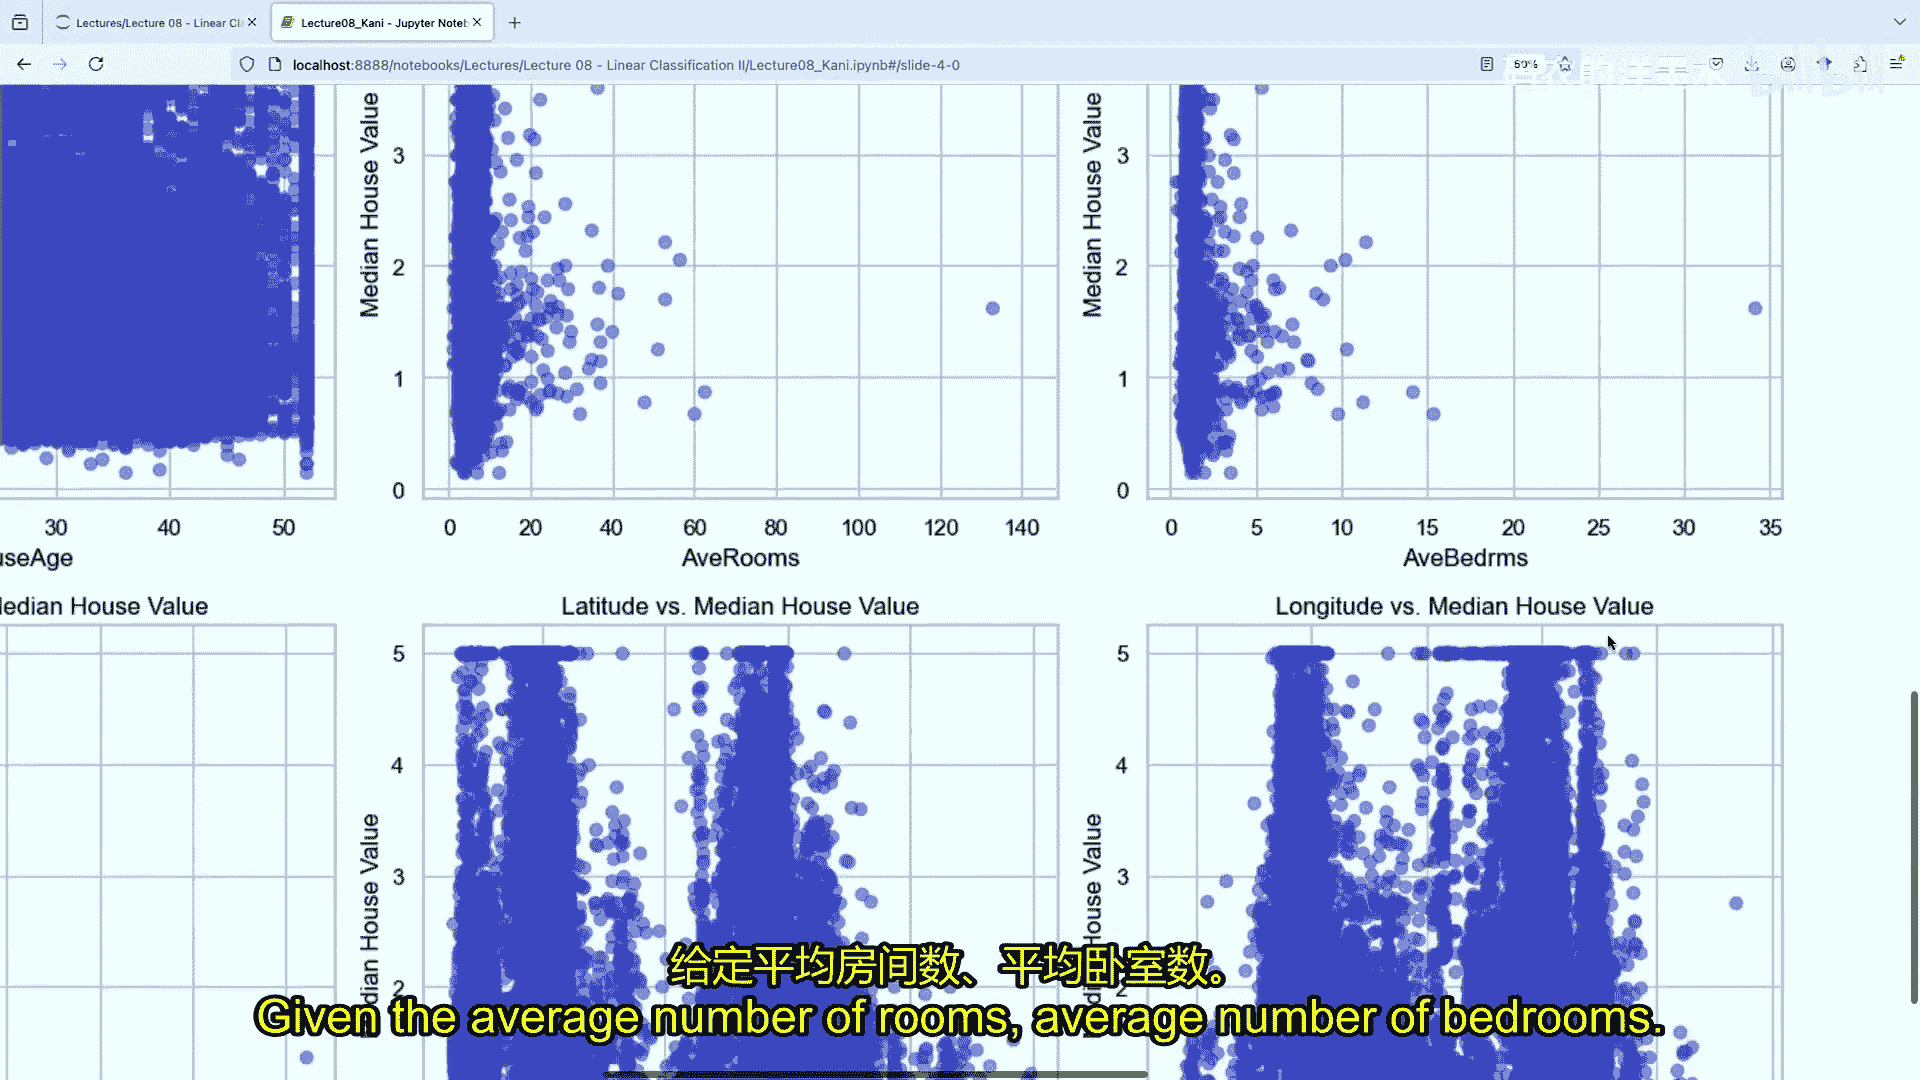 Lectures/Lecture 08 - Linear Cl
Lecture08_Kani - Jupyter Note
localhost:8888/notebooks/Lectures/Lecture 08 - Linear Classification II/Lecture08_Kani.ipynb#/slide-4-0
Median House Value
3
2
1
0
Median House Value
3
2
1
0
30 40 50
useAge
0 20 40 60 80 100 120 140
AveRooms
0 5 10 15 20 25 30 35
AveBedrms
edian House Value
Latitude vs. Median House Value
Longitude vs. Median House Value
5
4
3
2
dian House Value
5
4
3
2
House Value
给定平均房间数、平均卧室数。
Given the average number of rooms, average number of bedrooms.